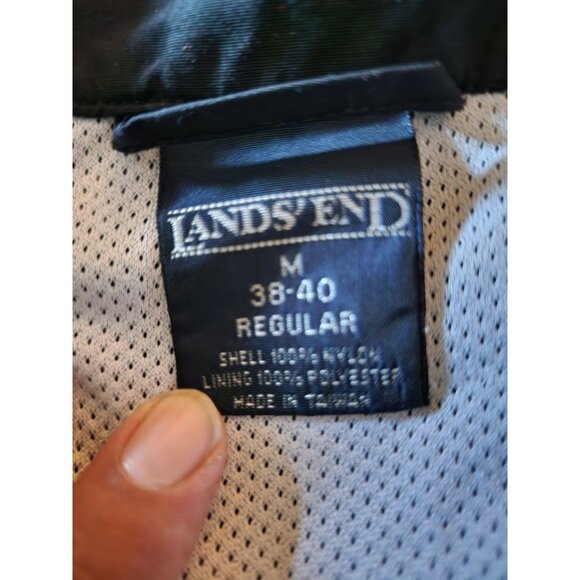 LANDS' END
M
38-40
REGULAR
SHELL 100% NYLON
LINING 100% POLYESTER
MADE IN TAIWAN